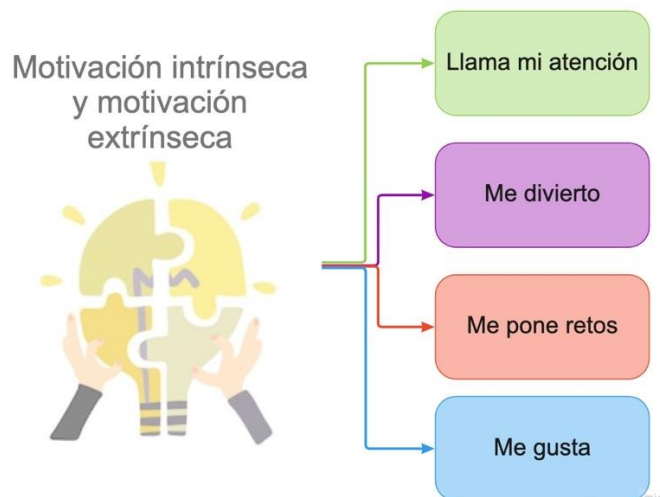 Motivación intrínseca
y motivación
extrínseca
Llama mi atención
Me divierto
Me pone retos
Me gusta